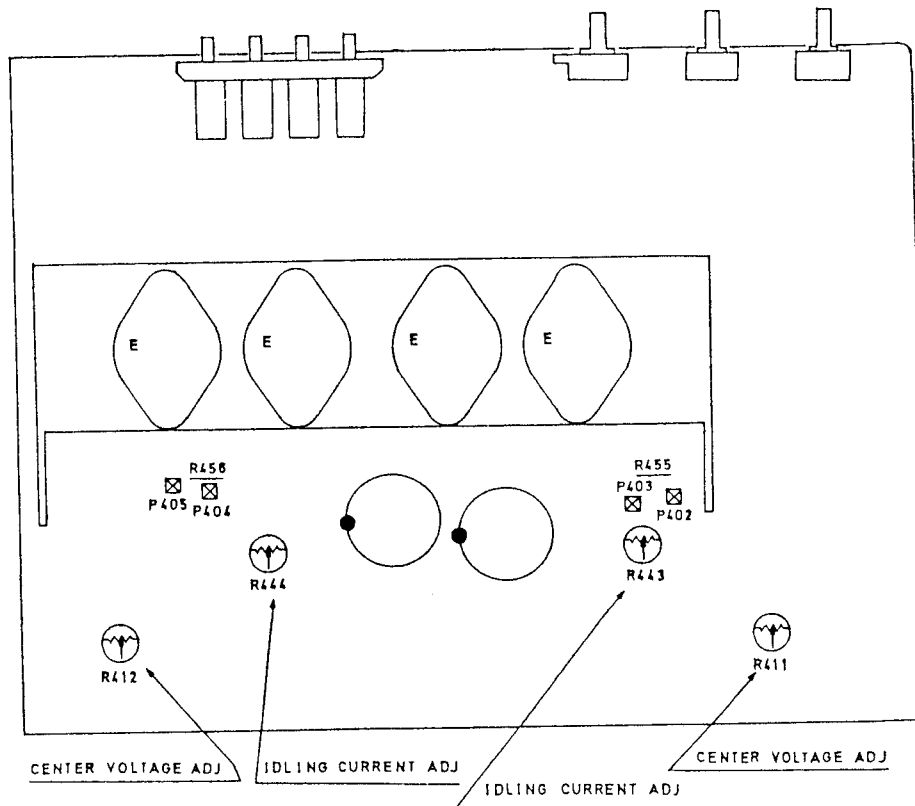 E E E E
R456
P405 P404
R455
P403
P402
R444
R443
R412
R411
CENTER VOLTAGE ADJ
IDLING CURRENT ADJ
IDLING CURRENT ADJ
CENTER VOLTAGE ADJ